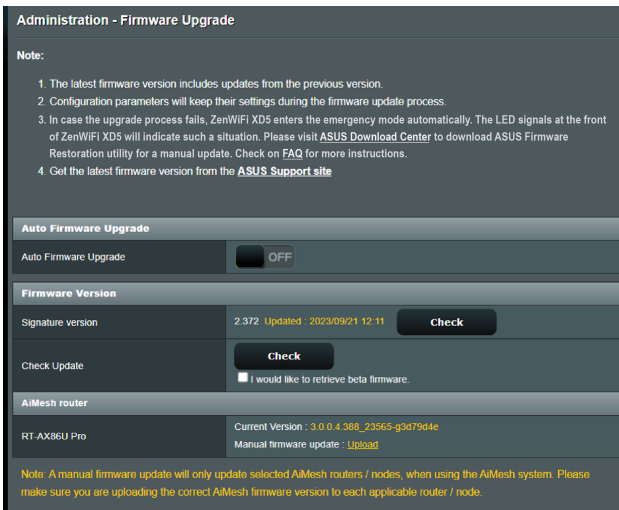 Administration - Firmware Upgrade
Note:
1. The latest firmware version includes updates from the previous version.
2. Configuration parameters will keep their settings during the firmware update process.
3. In case the upgrade process fails, ZenWiFi XD5 enters the emergency mode automatically. The LED signals at the front
of ZenWiFi XD5 will indicate such a situation. Please visit ASUS Download Center to download ASUS Firmware
Restoration utility for a manual update. Check on FAQ for more instructions.
4. Get the latest firmware version from the ASUS Support site
Auto Firmware Upgrade
Auto Firmware Upgrade OFF
Firmware Version
Signature version 2.372 Updated : 2023/09/21 12:11 Check
Check Update Check
I would like to retrieve beta firmware.
AiMesh router
RT-AX86U Pro Current Version : 3.0.0.4.388_23565-g3d79d4e
Manual firmware update : Upload
Note: A manual firmware update will only update selected AiMesh routers / nodes, when using the AiMesh system. Please
make sure you are uploading the correct AiMesh firmware version to each applicable router / node.